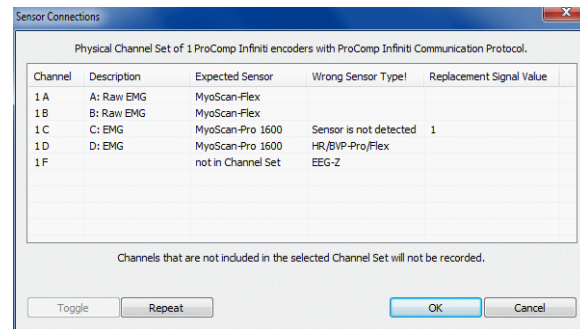 Sensor Connections
Physical Channel Set of 1 ProComp Infiniti encoders with ProComp Infiniti Communication Protocol.
Channel Description Expected Sensor Wrong Sensor Type! Replacement Signal Value
1 A A: Raw EMG MyoScan-Flex
1 B B: Raw EMG MyoScan-Flex
1 C C: EMG MyoScan-Pro 1600 Sensor is not detected 1
1 D D: EMG MyoScan-Pro 1600 HR/BVP-Pro/Flex
1 F not in Channel Set EEG-Z
Channels that are not included in the selected Channel Set will not be recorded.
Toggle Repeat OK Cancel